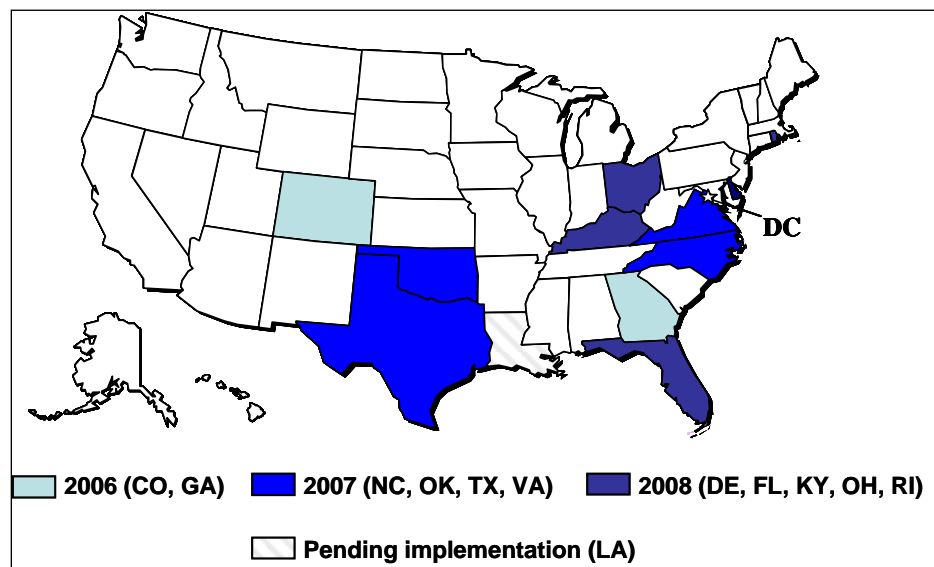 DC
2006 (CO, GA)
2007 (NC, OK, TX, VA)
2008 (DE, FL, KY, OH, RI)
Pending implementation (LA)